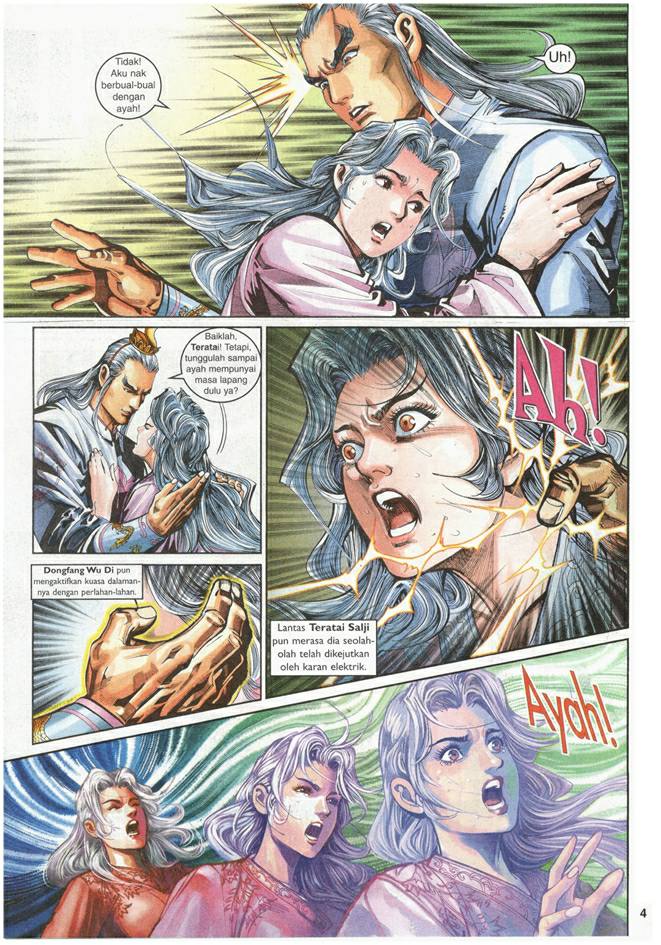 Tidak!
Aku nak
berbual-bual
dengan
ayah!
Uh!
Baiklah,
Teratai! Tetapi,
tunggulah sampai
ayah mempunyai
masa lapang
dulu ya?
Ah!
Dongfang Wu Di pun
mengaktifkan kuasa dalaman-
nya dengan perlahan-lahan.
Lantas Teratai Salji
pun merasa dia seolah-
olah telah dikejutkan
oleh karan elektrik.
Ayah!
4